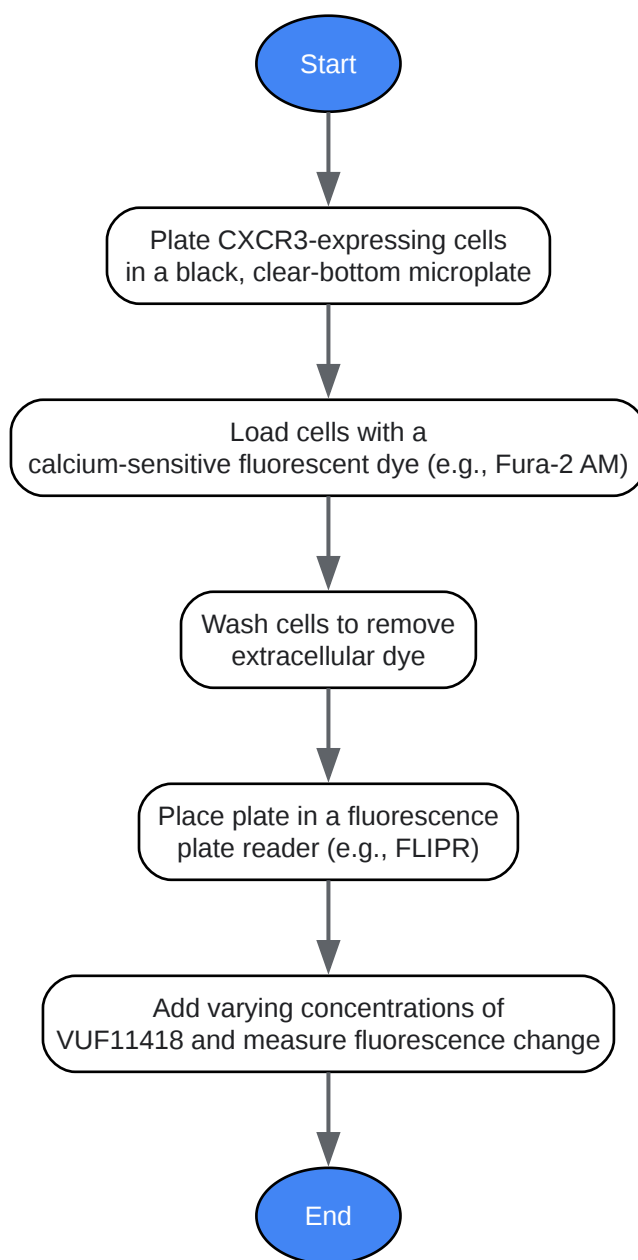 Start
Plate CXCR3-expressing cells
in a black, clear-bottom microplate
Load cells with a
calcium-sensitive fluorescent dye (e.g., Fura-2 AM)
Wash cells to remove
extracellular dye
Place plate in a fluorescence
plate reader (e.g., FLIPR)
Add varying concentrations of
VUF11418 and measure fluorescence change
End